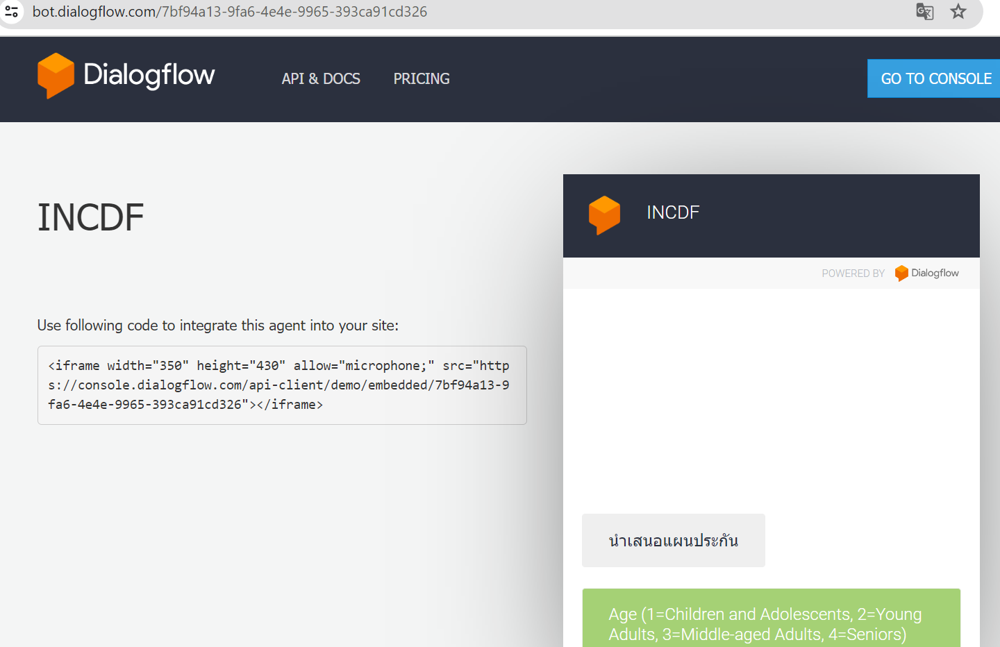 bot.dialogflow.com/7bf94a13-9fa6-4e4e-9965-393ca91cd326
Dialogflow
API & DOCS
PRICING
GO TO CONSOLE
INCDF
Use following code to integrate this agent into your site:
<iframe width="350" height="430" allow="microphone;" src="http
s://console.dialogflow.com/api-client/demo/embedded/7bf94a13-9
fa6-4e4e-9965-393ca91cd326"></iframe>
INCDF
POWERED BY Dialogflow
นำเสนอแผนประกัน
Age (1=Children and Adolescents, 2=Young
Adults, 3=Middle-aged Adults, 4=Seniors)